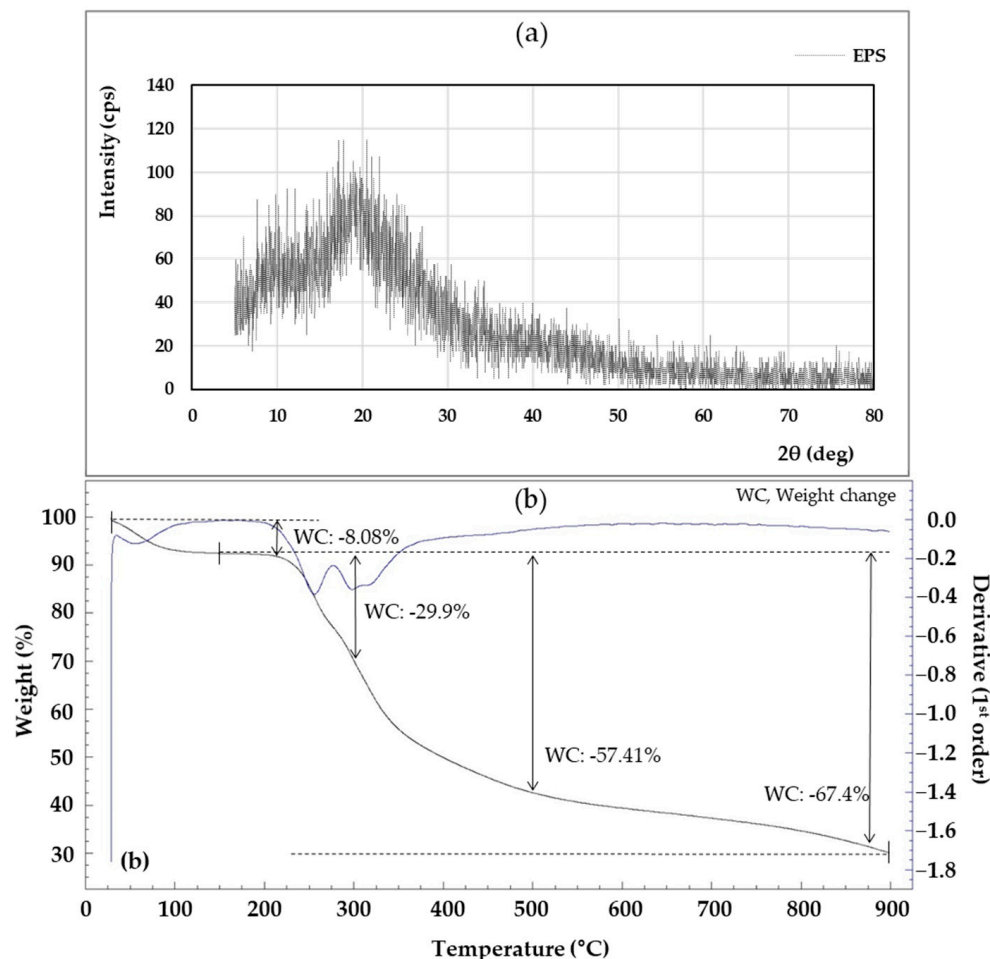 (a)
EPS
Intensity (cps)
140
120
100
80
60
40
20
0
0 10 20 30 40 50 60 70 80
2θ (deg)
(b)
WC, Weight change
Weight (%)
100
90
80
70
60
50
40
30
WC: -8.08%
WC: -29.9%
WC: -57.41%
WC: -67.4%
(b)
0.0
−0.2
−0.4
−0.6
−0.8
−1.0
−1.2
−1.4
−1.6
−1.8
Derivative (1st order)
0 100 200 300 400 500 600 700 800 900
Temperature (°C)